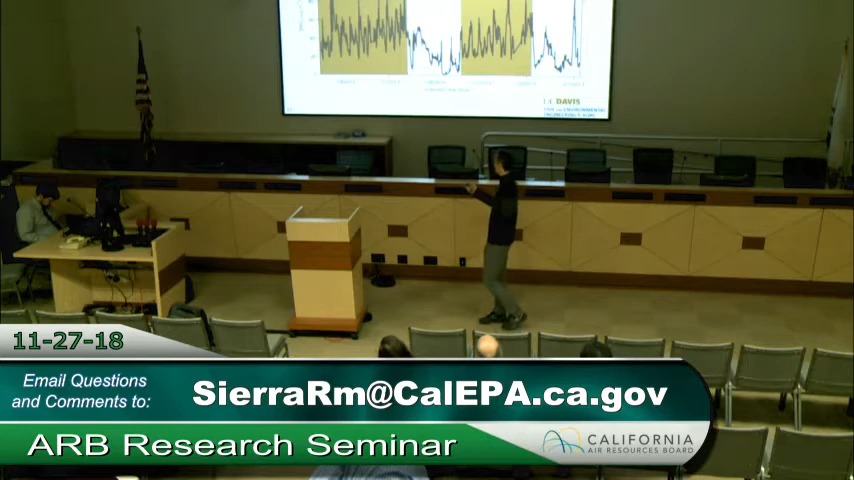 DAVIS
11-27-18
Email Questions
and Comments to:
SierraRm@CalEPA.ca.gov
ARB Research Seminar
CALIFORNIA
AIR RESOURCES BOARD